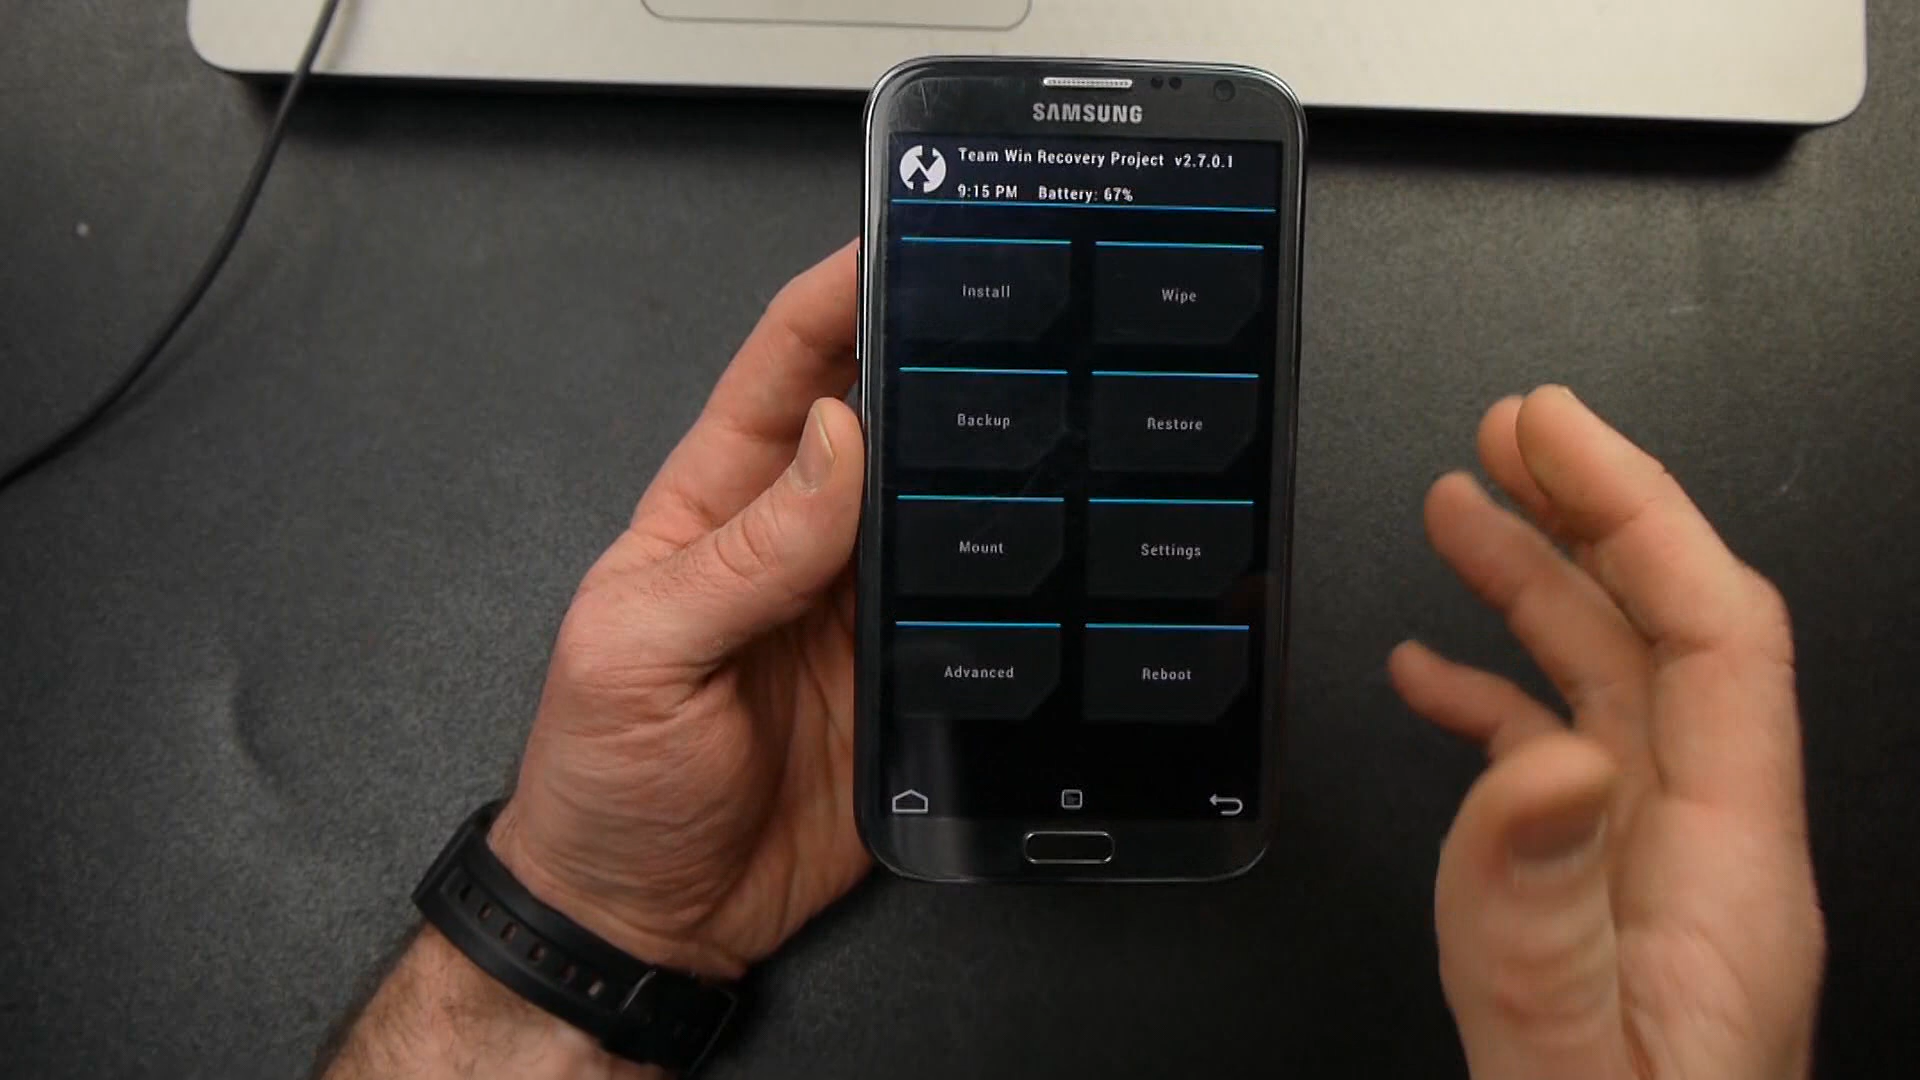 SAMSUNG
Team Win Recovery Project v2.7.0.1
9:15 PM Battery: 67%
Install
Wipe
Backup
Restore
Mount
Settings
Advanced
Reboot